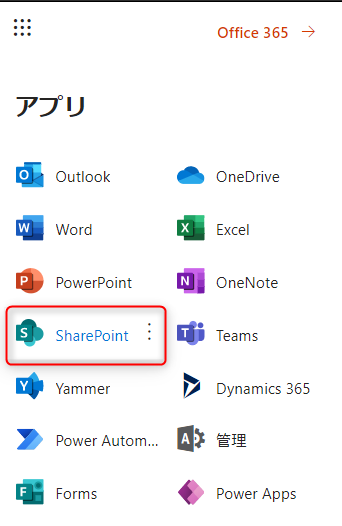 Office 365 →
アプリ
Outlook OneDrive
Word Excel
PowerPoint OneNote
SharePoint Teams
Yammer Dynamics 365
Power Autom... 管理
Forms Power Apps